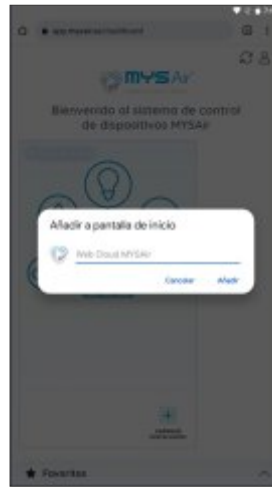 MYSAir
Bienvenido al sistema de control
de dispositivos MYSAir
Añadir a pantalla de inicio
Web Cloud MYSAir
Cancelar Añadir
Favoritos